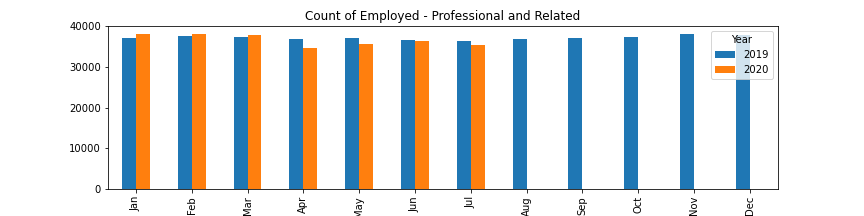 Count of Employed - Professional and Related
40000
30000
20000
10000
0
Year
2019
2020
Jan
Feb
Mar
Apr
May
Jun
Jul
Aug
Sep
Oct
Nov
Dec